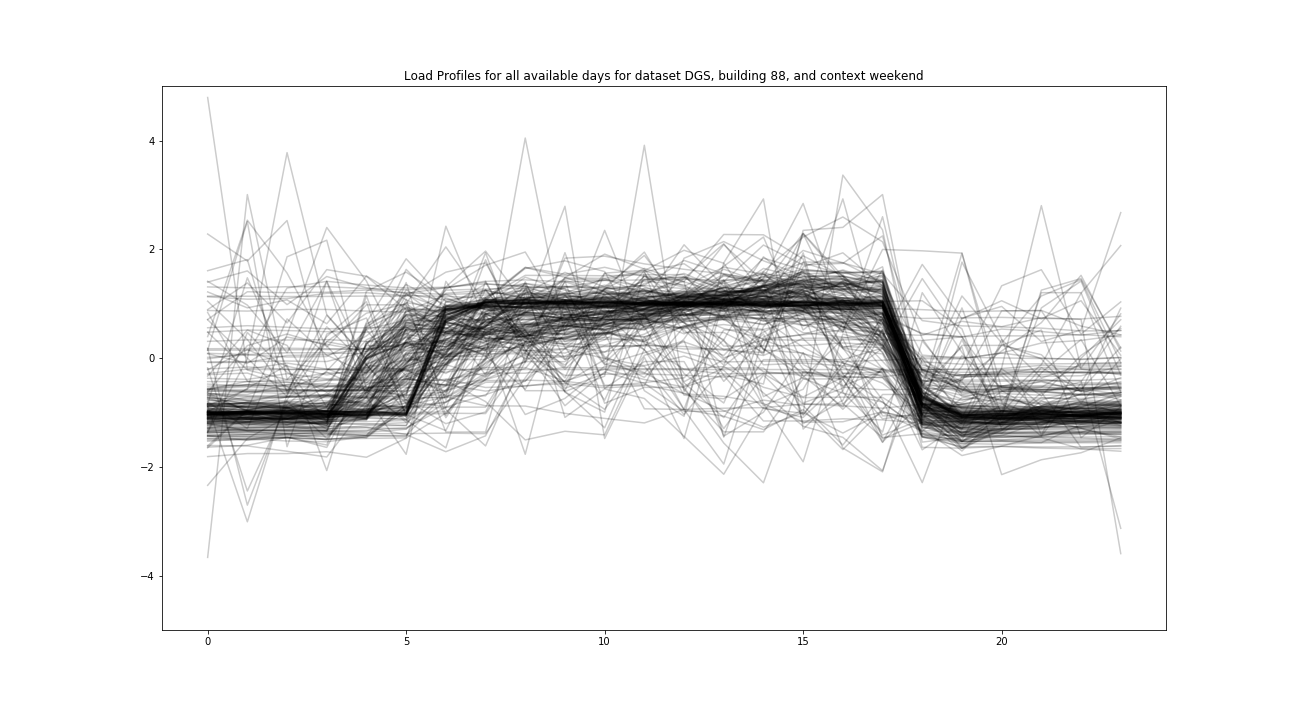 Load Profiles for all available days for dataset DGS, building 88, and context weekend
4
2
0
−2
−4
0 5 10 15 20